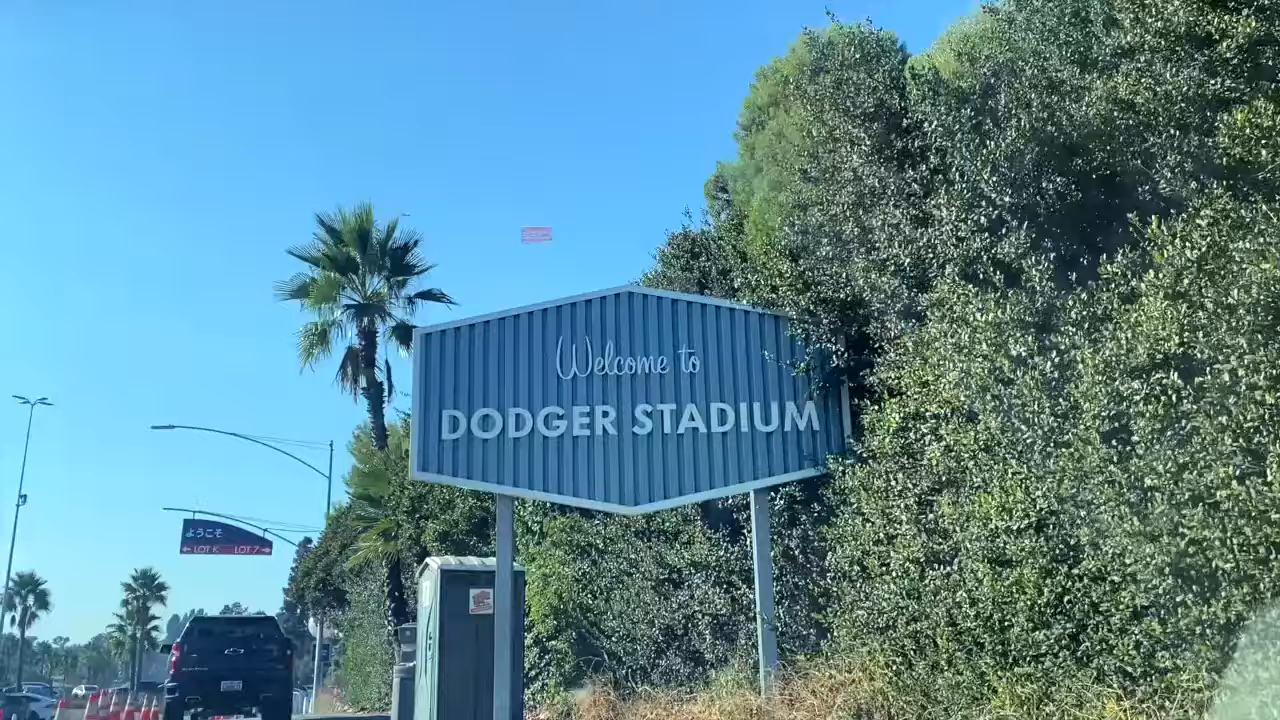 Welcome to
DODGER STADIUM
ようこそ
← LOT K LOT 7 →